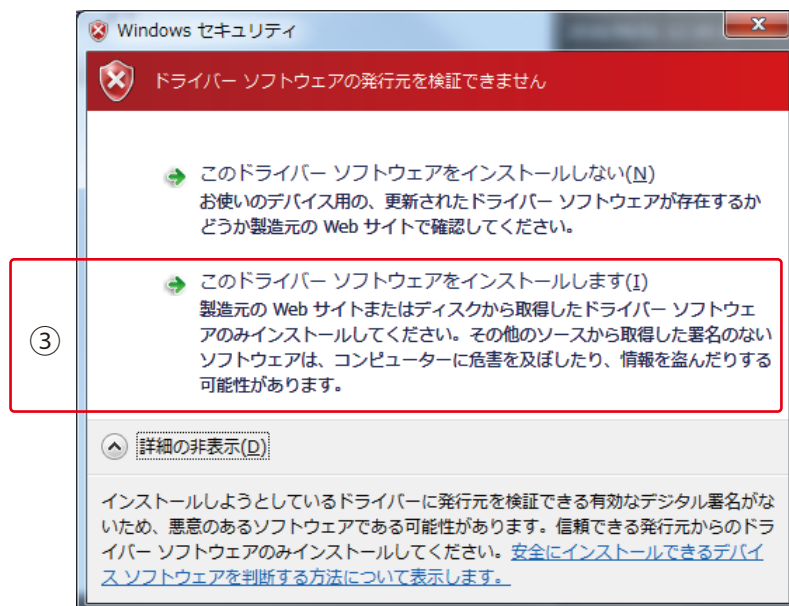 Windows セキュリティ
ドライバー ソフトウェアの発行元を検証できません
このドライバー ソフトウェアをインストールしない(N)
お使いのデバイス用の、更新されたドライバー ソフトウェアが存在するか
どうか製造元の Web サイトで確認してください。
③
このドライバー ソフトウェアをインストールします(I)
製造元の Web サイトまたはディスクから取得したドライバー ソフトウェ
アのみインストールしてください。その他のソースから取得した署名のない
ソフトウェアは、コンピューターに危害を及ぼしたり、情報を盗んだりする
可能性があります。
詳細の非表示(D)
インストールしようとしているドライバーに発行元を検証できる有効なデジタル署名がな
いため、悪意のあるソフトウェアである可能性があります。信頼できる発行元からのドラ
イバー ソフトウェアのみインストールしてください。安全にインストールできるデバイ
ス ソフトウェアを判断する方法について表示します。